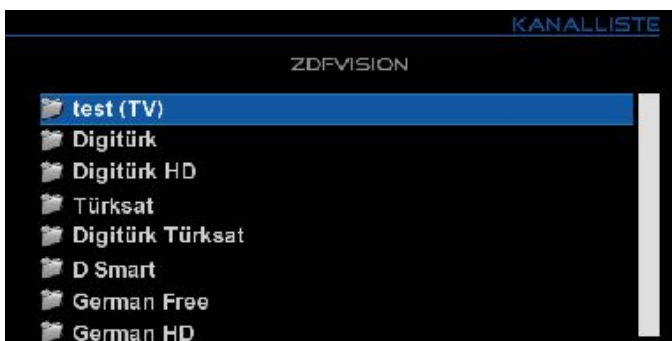 KANALLISTE
ZDFVISION
test (TV)
Digitürk
Digitürk HD
Türksat
Digitürk Türksat
D Smart
German Free
German HD